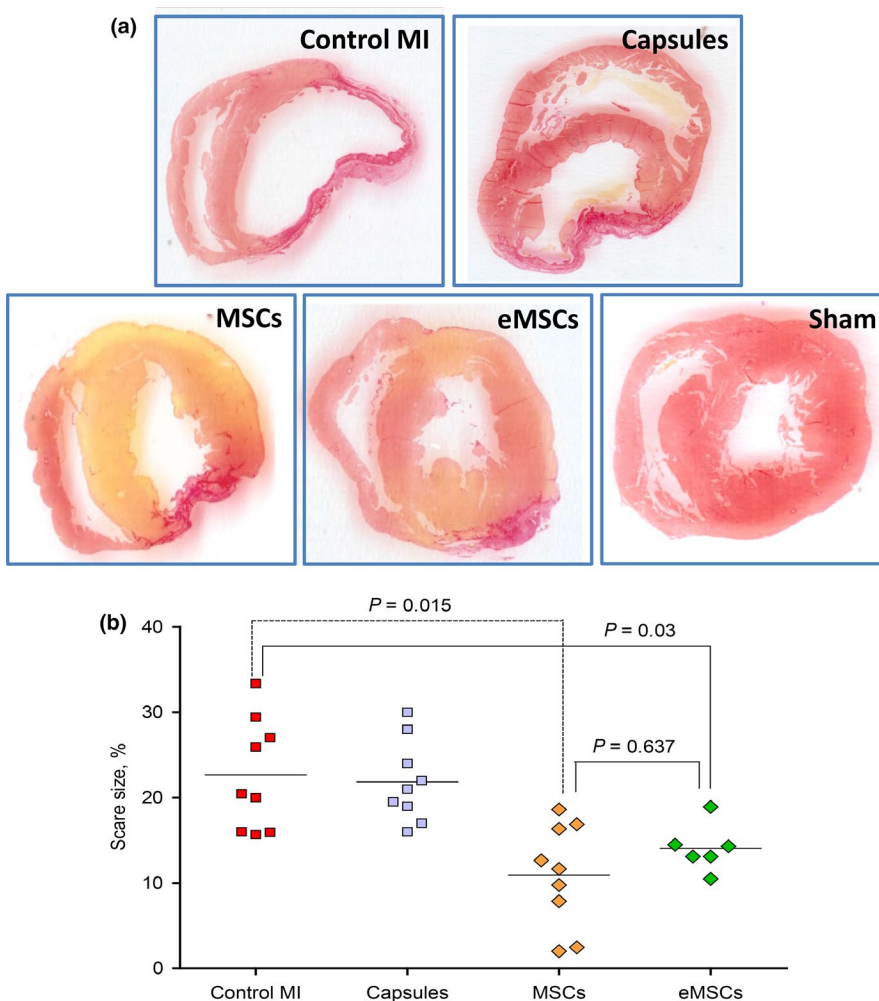 (a)
Control MI
Capsules
MSCs
eMSCs
Sham
(b)
P = 0.015
P = 0.03
P = 0.637
Scare size, %
40
30
20
10
0
Control MI
Capsules
MSCs
eMSCs